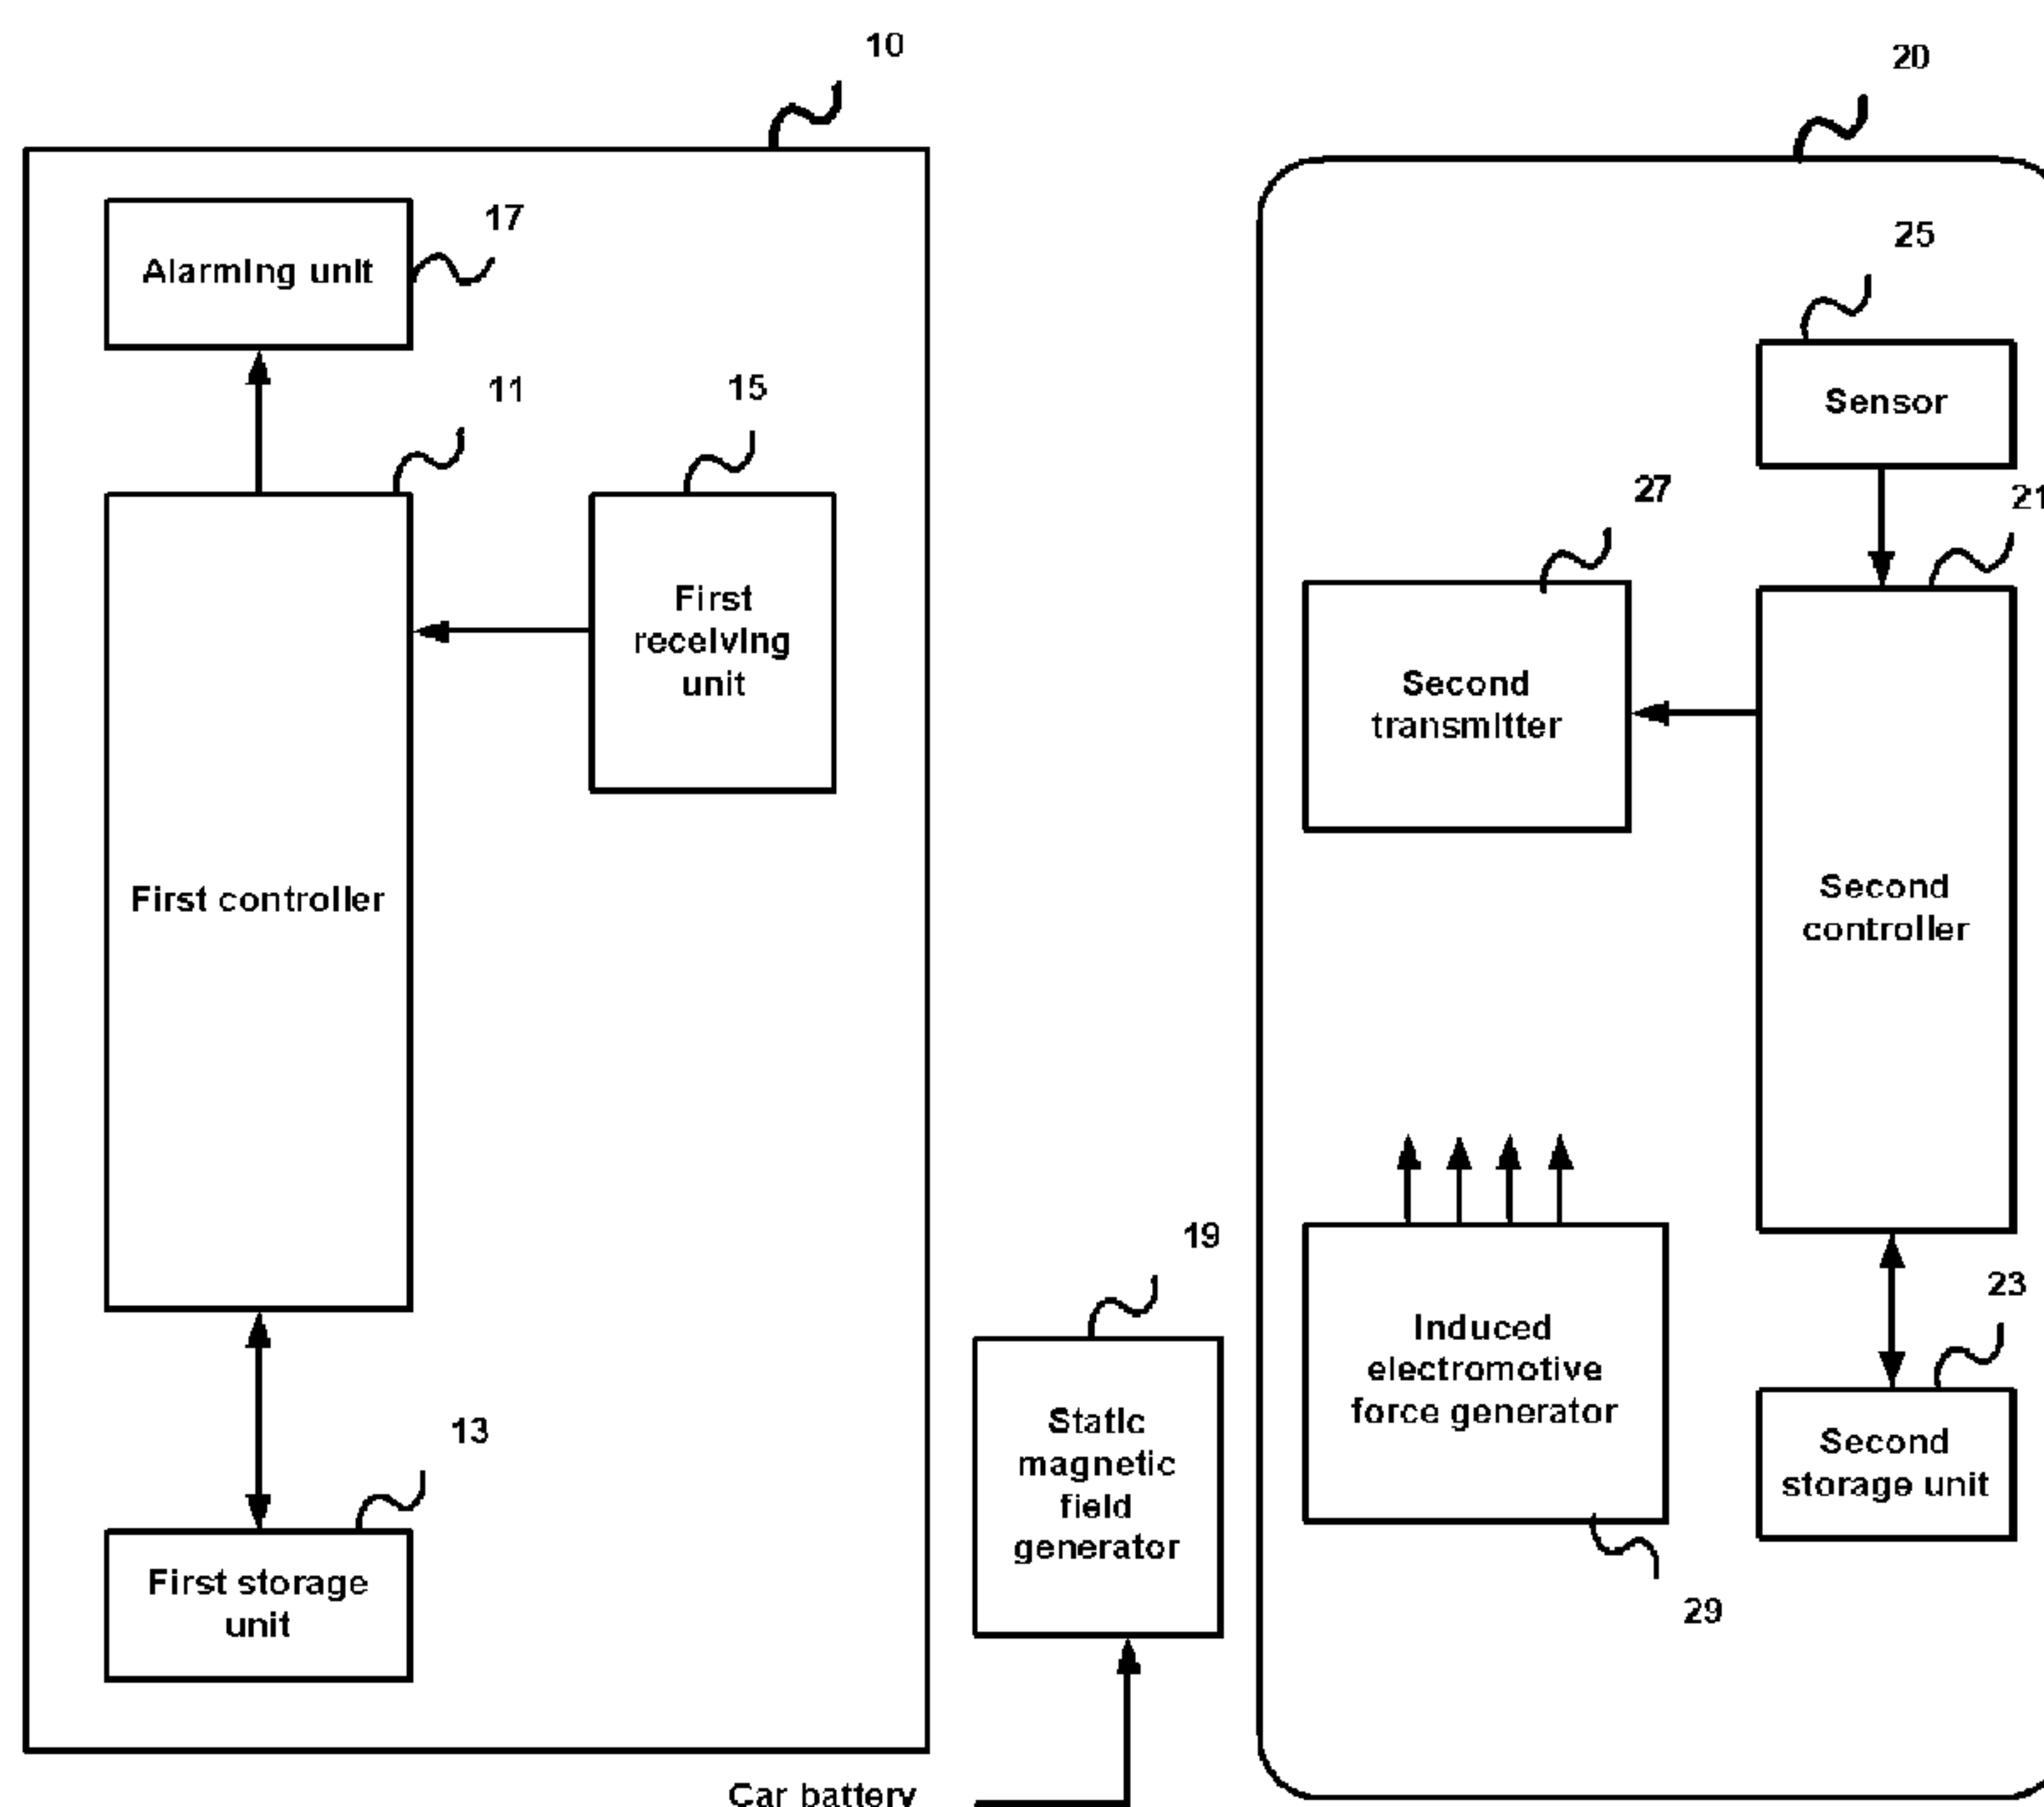 10
20
17
Alarming unit
25
11
15
Sensor
27
21
First
receiving
unit
Second
transmitter
First controller
Second
controller
19
23
Induced
electromotive
force generator
13
Static
magnetic
field
generator
Second
storage unit
First storage
unit
29
Car battery